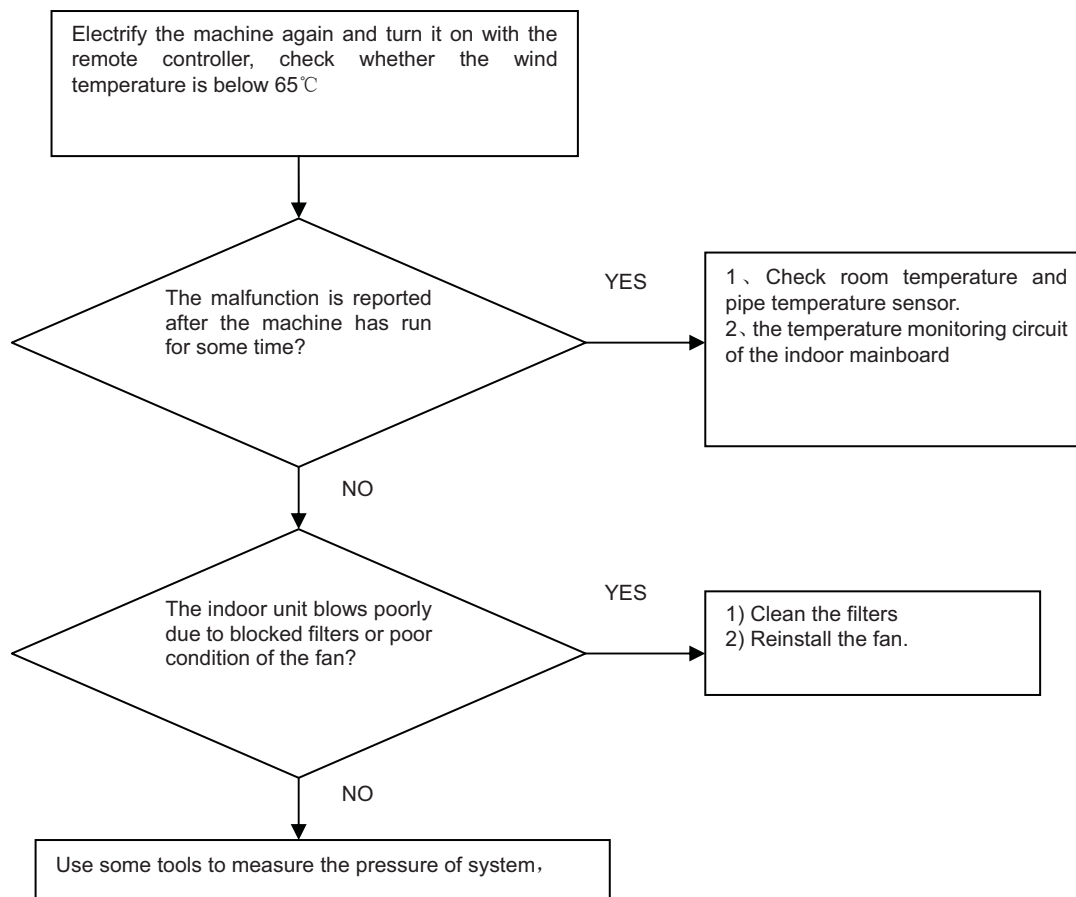 Electrify the machine again and turn it on with the
remote controller, check whether the wind
temperature is below 65℃
The malfunction is reported
after the machine has run
for some time?
YES
1、Check room temperature and
pipe temperature sensor.
2、the temperature monitoring circuit
of the indoor mainboard
NO
The indoor unit blows poorly
due to blocked filters or poor
condition of the fan?
YES
1) Clean the filters
2) Reinstall the fan.
NO
Use some tools to measure the pressure of system，